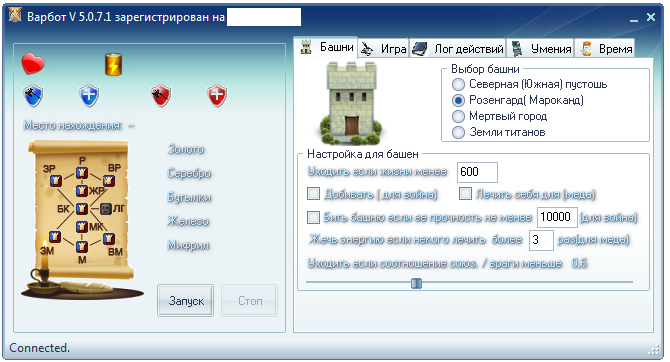 Варбот V 5.0.7.1 зарегистрирован на
Место нахождения: ~
ЗР
Р
ВР
ЖР
БК
ЛГ
МК
ЗМ
М
ВМ
Золото
Серебро
Бутылки
Железо
Мифрил
Запуск
Стоп
Башни
Игра
Лог действий
Умения
Время
Выбор башни
Северная (Южная) пустошь
Розенгард( Мароканд)
Мертвый город
Земли титанов
Настройка для башен
Уходить если жизни менее 600
Добивать ( для война)
Лечить себя для (меда)
Бить башню если ее прочность не менее 10000 (для война)
Жечь энергию если некого лечить более 3 раз(для меда)
Уходить если соотношение союз. / враги меньше 0,6
Connected.